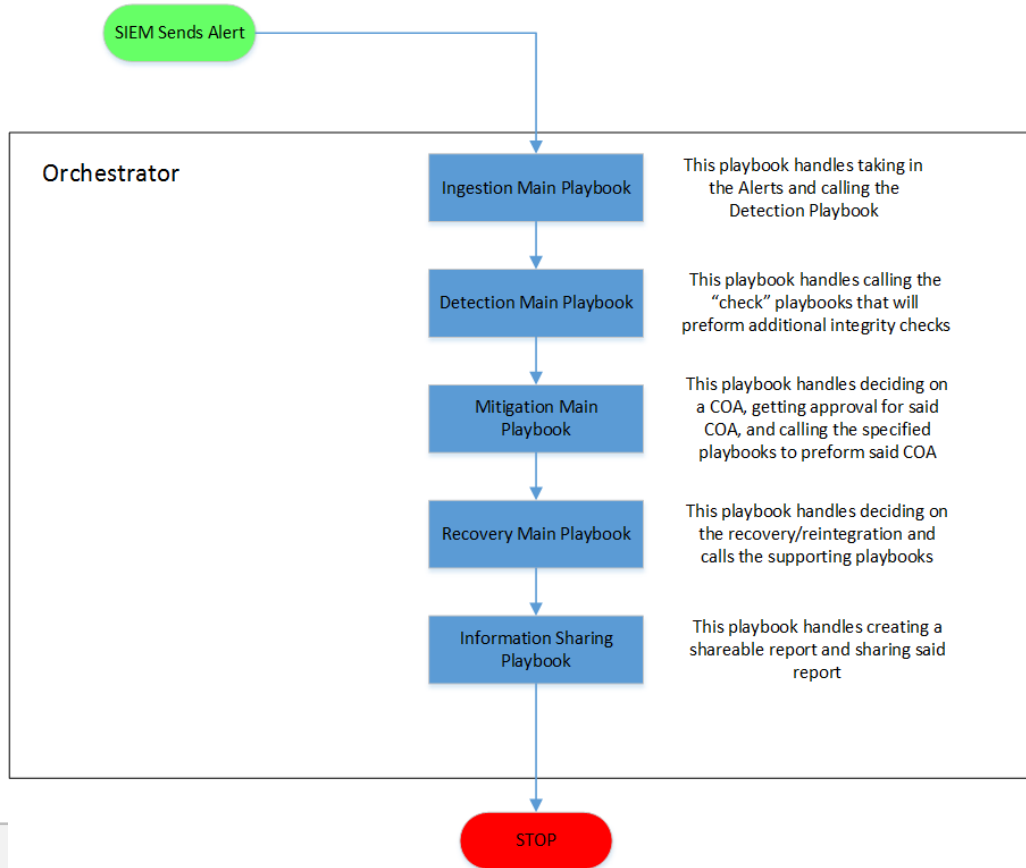 SIEM Sends Alert
Orchestrator
Ingestion Main Playbook
This playbook handles taking in
the Alerts and calling the
Detection Playbook
Detection Main Playbook
This playbook handles calling the
“check” playbooks that will
preform additional integrity checks
Mitigation Main
Playbook
This playbook handles deciding on
a COA, getting approval for said
COA, and calling the specified
playbooks to preform said COA
Recovery Main Playbook
This playbook handles deciding on
the recovery/reintegration and
calls the supporting playbooks
Information Sharing
Playbook
This playbook handles creating a
shareable report and sharing said
report
STOP